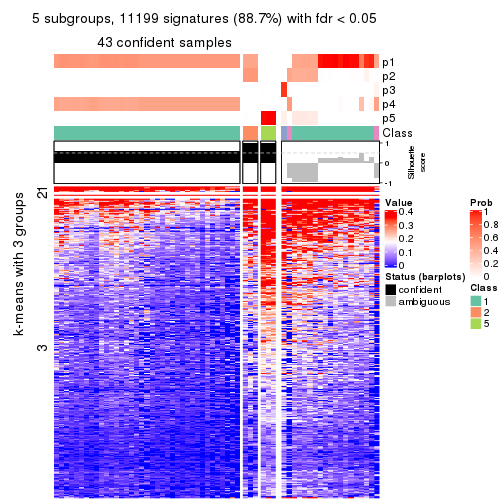 5 subgroups, 11199 signatures (88.7%) with fdr < 0.05
43 confident samples
p1
p2
p3
p4
p5
Class
1
0
-1
Silhouette
score
k-means with 3 groups
2
1
3
Value
0.4
0.3
0.2
0.1
0
Status (barplots)
confident
ambiguous
Prob
1
0.8
0.6
0.4
0.2
0
Class
1
2
5